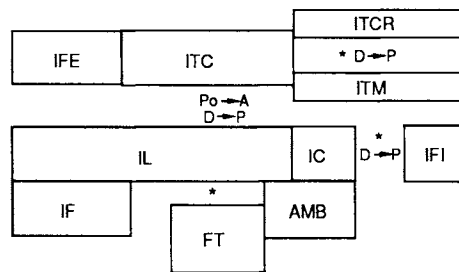 ITCR
IFE ITC * D→P
ITM
Po→A
D→P
*
IL IC D→P IFI
IF * AMB
FT